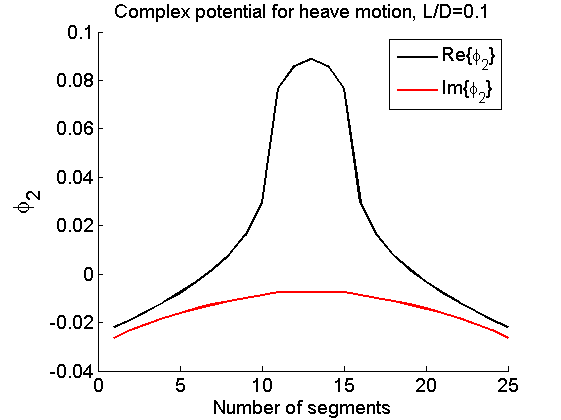 Complex potential for heave motion, L/D=0.1
0.1
0.08
0.06
0.04
0.02
0
-0.02
-0.04
ϕ2
Re{ϕ2}
Im{ϕ2}
0 5 10 15 20 25
Number of segments